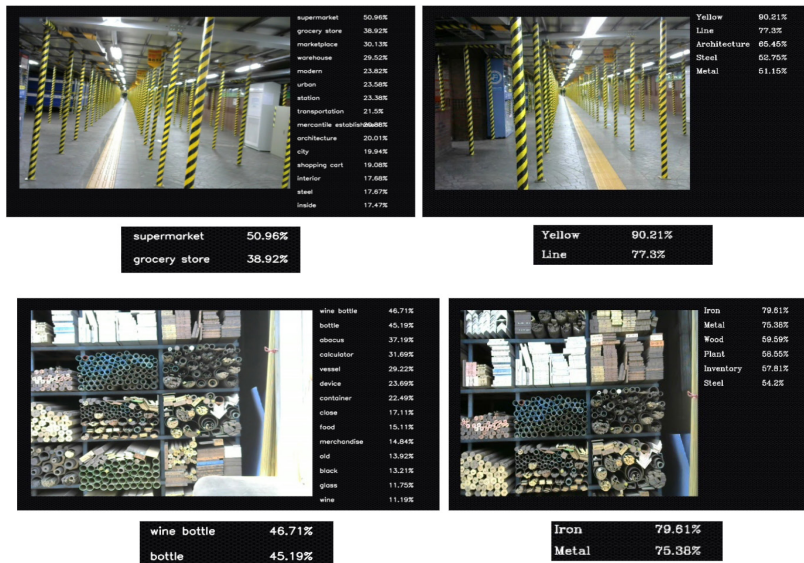 supermarket 50.96%
grocery store 38.92%
marketplace 30.13%
warehouse 29.52%
modern 23.82%
urban 23.58%
station 23.38%
transportation 21.5%
mercantile 20.88%
architecture 20.01%
city 19.94%
shopping cart 19.08%
interior 17.68%
steel 17.67%
inside 17.47%
Yellow 90.21%
Line 77.3%
Architecture 65.45%
Steel 52.75%
Metal 51.15%
supermarket 50.96%
grocery store 38.92%
Yellow 90.21%
Line 77.3%
wine bottle 46.71%
bottle 45.19%
abacus 37.19%
calculator 31.69%
vessel 29.22%
device 23.69%
container 22.49%
close 17.11%
food 15.11%
merchandise 14.84%
old 13.92%
black 13.21%
glass 11.75%
wine 11.19%
Iron 79.61%
Metal 75.38%
Wood 59.59%
Plant 58.55%
Inventory 57.81%
Steel 54.2%
wine bottle 46.71%
bottle 45.19%
Iron 79.61%
Metal 75.38%